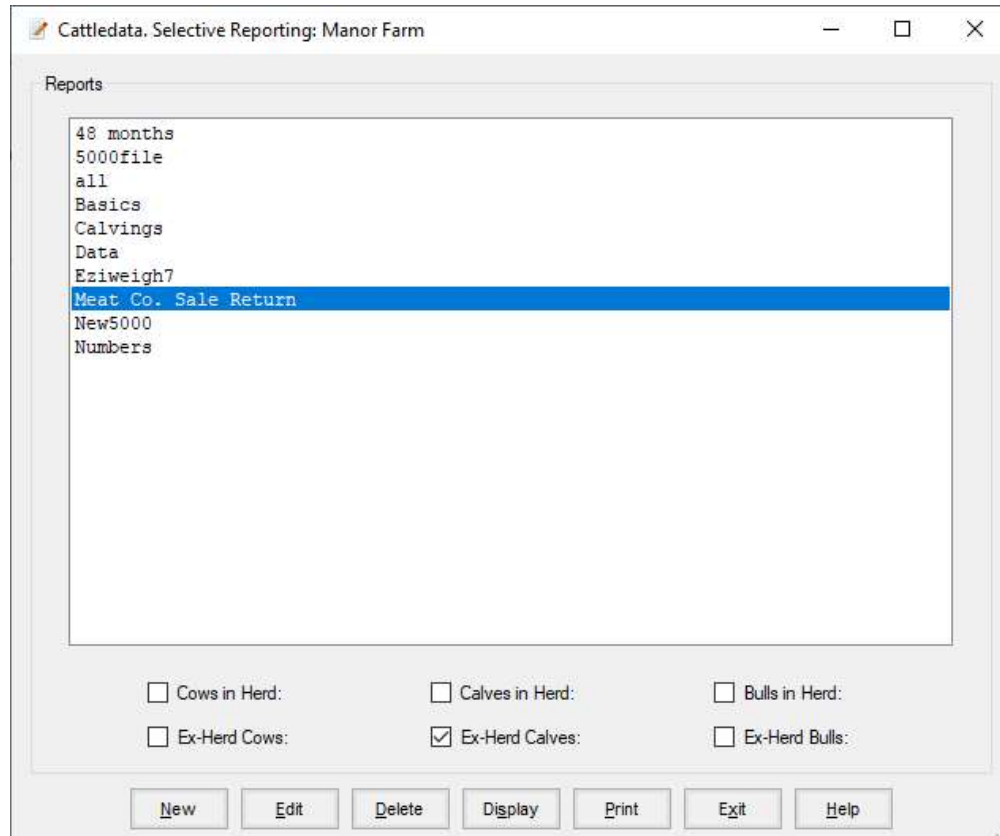 Cattledata. Selective Reporting: Manor Farm
Reports
48 months
5000file
all
Basics
Calvings
Data
Eziweigh7
Meat Co. Sale Return
New5000
Numbers
Cows in Herd: Calves in Herd: Bulls in Herd:
Ex-Herd Cows: Ex-Herd Calves: Ex-Herd Bulls:
New Edit Delete Display Print Exit Help